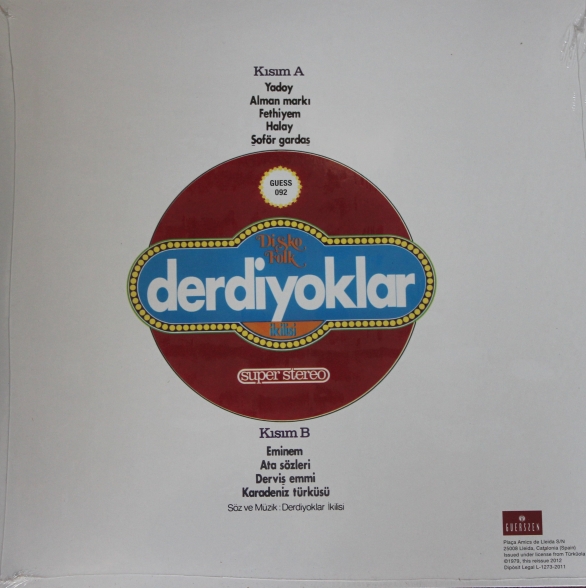 Kısım A
Yadoy
Alman markı
Fethiyem
Halay
Şoför gardaş
GUESS
092
Disko
Folk
derdiyoklar
İkilisi
super stereo
Kısım B
Eminem
Ata sözleri
Derviş emmi
Karadeniz türküsü
Söz ve Müzik: Derdiyoklar İkilisi
GUERSSEN
Plaça Amics de Lleida S/N
25006 Lleida, Catalonia (Spain)
Issued under license from Türküola
©1979, this reissue 2012
Dipòsit Legal L-1273-2011